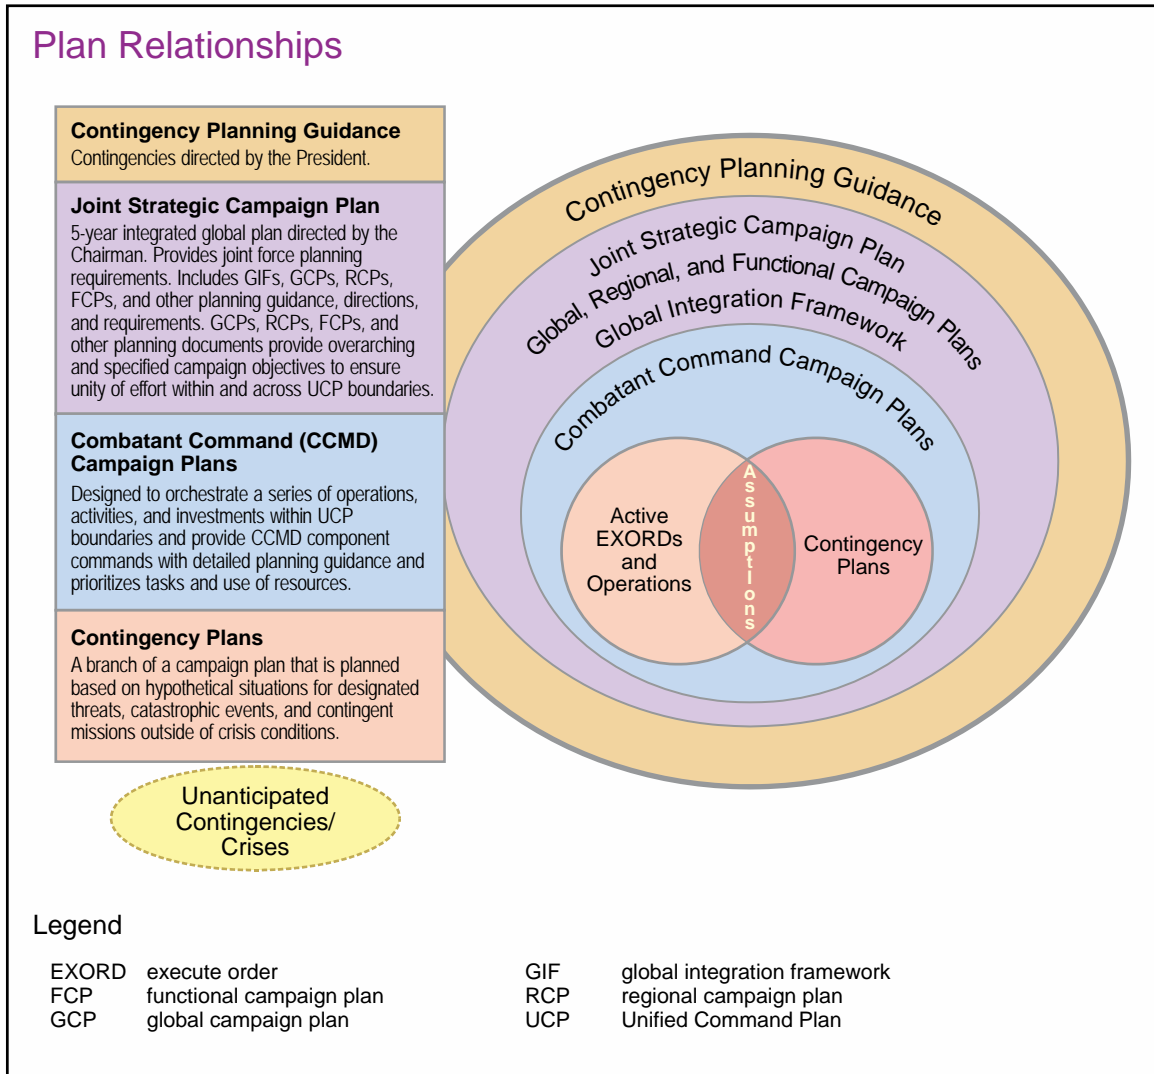 Plan Relationships
Contingency Planning Guidance
Contingencies directed by the President.
Joint Strategic Campaign Plan
5-year integrated global plan directed by the
Chairman. Provides joint force planning
requirements. Includes GIFs, GCPs, RCPs,
FCPs, and other planning guidance, directions,
and requirements. GCPs, RCPs, FCPs, and
other planning documents provide overarching
and specified campaign objectives to ensure
unity of effort within and across UCP boundaries.
Combatant Command (CCMD)
Campaign Plans
Designed to orchestrate a series of operations,
activities, and investments within UCP
boundaries and provide CCMD component
commands with detailed planning guidance and
prioritizes tasks and use of resources.
Contingency Plans
A branch of a campaign plan that is planned
based on hypothetical situations for designated
threats, catastrophic events, and contingent
missions outside of crisis conditions.
Unanticipated
Contingencies/
Crises
Contingency Planning Guidance
Joint Strategic Campaign Plan
Global, Regional, and Functional Campaign Plans
Global Integration Framework
Combatant Command Campaign Plans
Active
EXORDs
and
Operations
AssumptIons
Contingency
Plans
Legend
EXORD execute order
FCP functional campaign plan
GCP global campaign plan
GIF global integration framework
RCP regional campaign plan
UCP Unified Command Plan